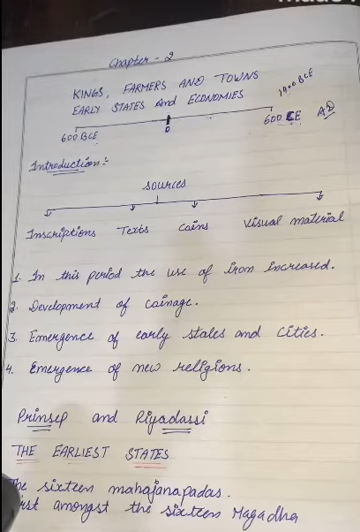 Chapter - 2
KINGS, FARMERS AND TOWNS
EARLY STATES and ECONOMIES
1900 BCE
600 BCE
0
600 CE AD
Introduction :-
Sources
Inscriptions Texts Coins Visual material
1. In this period the use of iron increased.
2. Development of coinage.
3. Emergence of early states and cities.
4. Emergence of new religions.
Prinsep and Piyadassi
THE EARLIEST STATES
The sixteen mahajanapadas.
amongst the sixteen Magadha